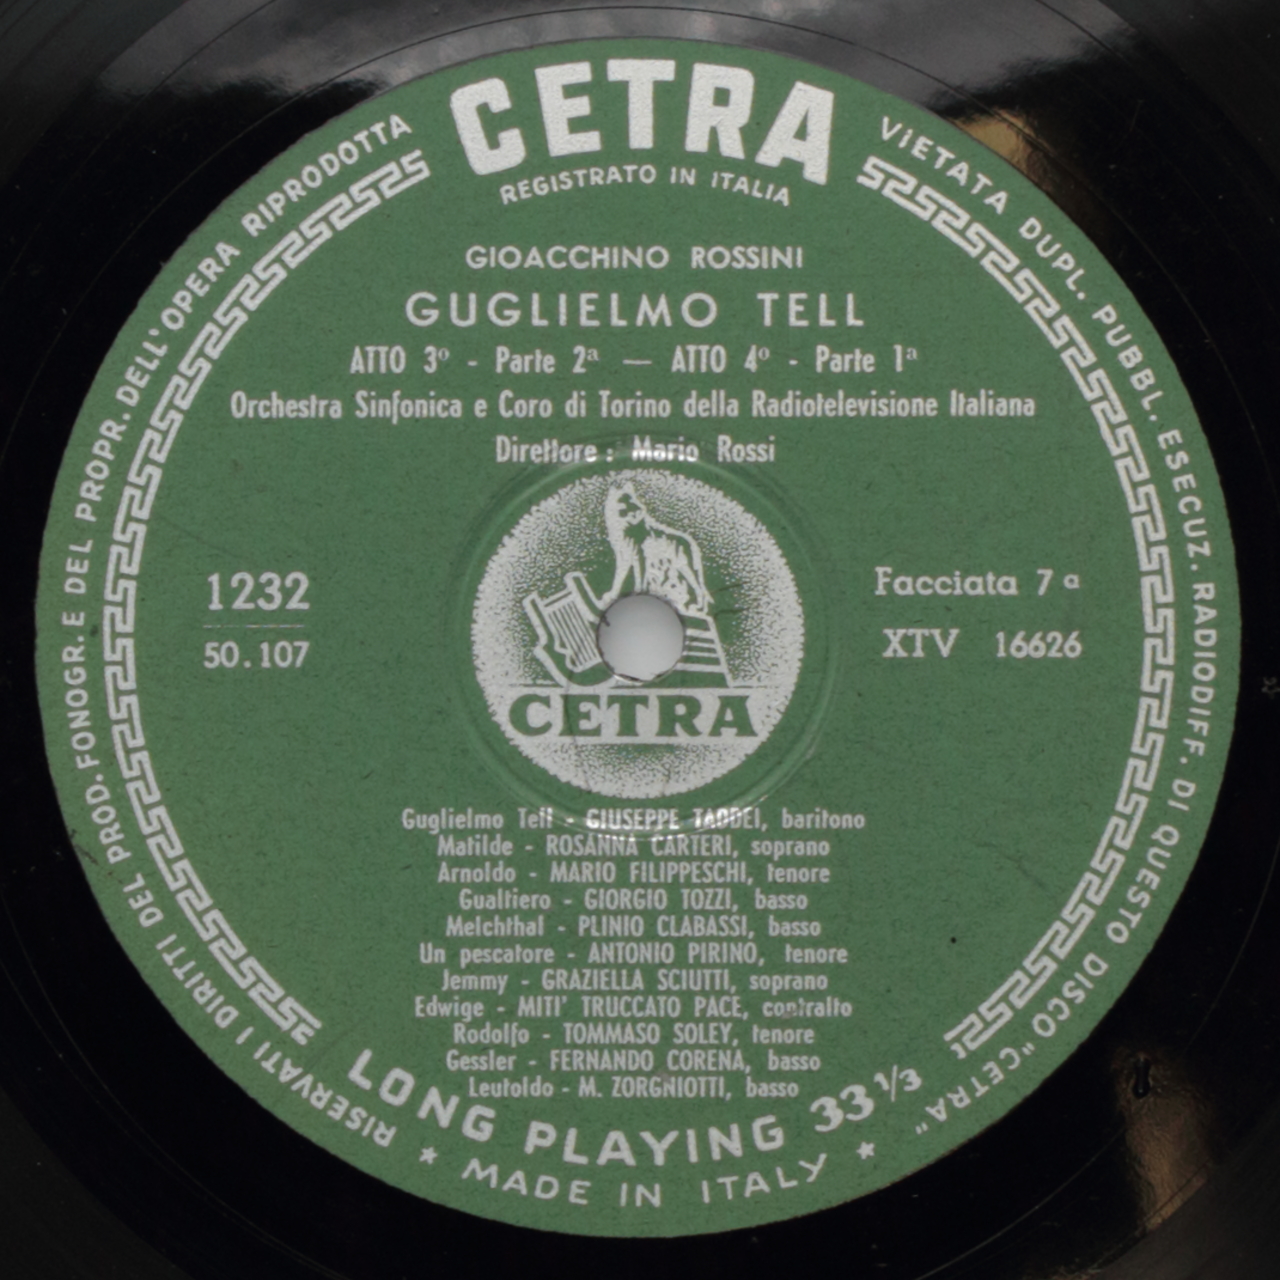 CETRA
REGISTRATO IN ITALIA
RISERVATI I DIRITTI DEL PROD. FONOGR. E DEL PROPR. DELL'OPERA RIPRODOTTA
VIETATA DUPL. PUBBL. ESECUZ. RADIODIFF. DI QUESTO DISCO "CETRA"
GIOACCHINO ROSSINI
GUGLIELMO TELL
ATTO 3º - Parte 2ª — ATTO 4º - Parte 1ª
Orchestra Sinfonica e Coro di Torino della Radiotelevisione Italiana
Direttore: Mario Rossi
1232
50.107
Facciata 7ª
XTV 16626
CETRA
Guglielmo Tell - GIUSEPPE TADDEI, baritono
Matilde - ROSANNA CARTERI, soprano
Arnoldo - MARIO FILIPPESCHI, tenore
Gualtiero - GIORGIO TOZZI, basso
Melchthal - PLINIO CLABASSI, basso
Un pescatore - ANTONIO PIRINO, tenore
Jemmy - GRAZIELLA SCIUTTI, soprano
Edwige - MITI' TRUCCATO PACE, contralto
Rodolfo - TOMMASO SOLEY, tenore
Gessler - FERNANDO CORENA, basso
Leutoldo - M. ZORGNIOTTI, basso
LONG PLAYING 33 1/3
★ MADE IN ITALY ★